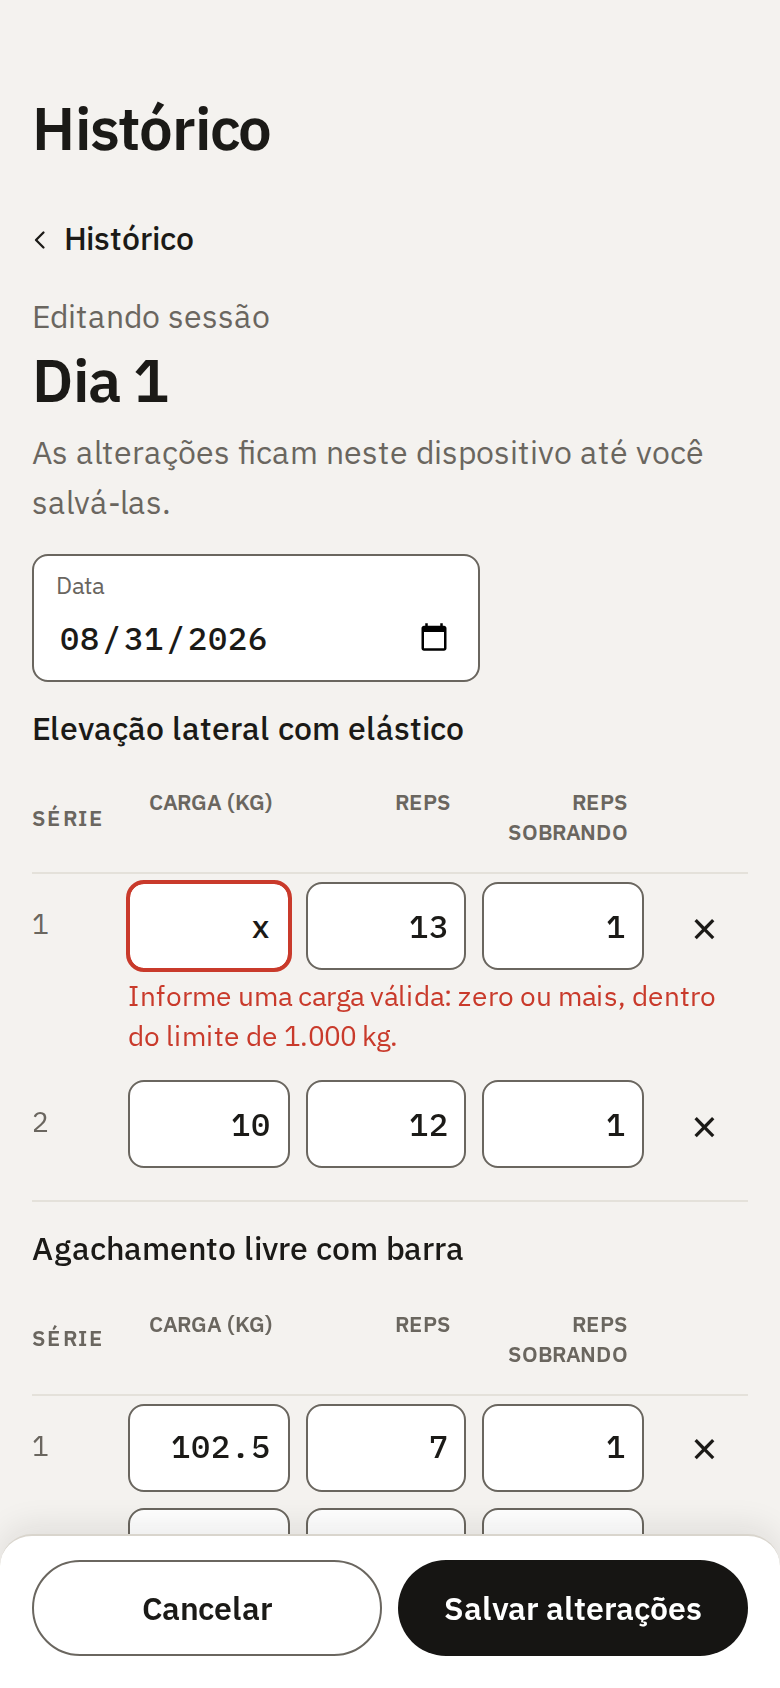 Histórico
Histórico
Editando sessão
Dia 1
As alterações ficam neste dispositivo até você
salvá-las.
Data
08/31/2026
Elevação lateral com elástico
SÉRIE CARGA (KG) REPS REPS SOBRANDO
1 x 13 1 ×
Informe uma carga válida: zero ou mais, dentro
do limite de 1.000 kg.
2 10 12 1 ×
Agachamento livre com barra
SÉRIE CARGA (KG) REPS REPS SOBRANDO
1 102.5 7 1 ×
Cancelar Salvar alterações